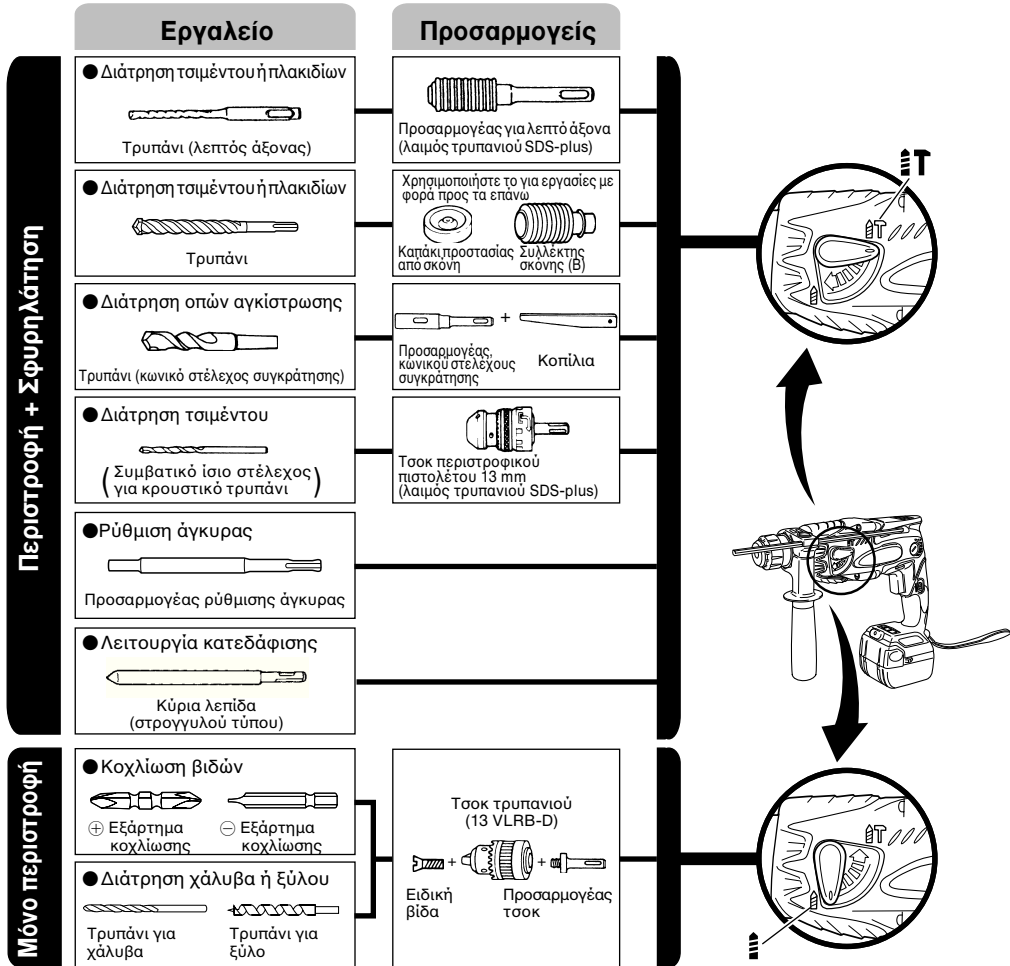 Εργαλείο
Προσαρμογείς
Περιστροφή + Σφυρηλάτηση
● Διάτρηση τσιμέντου ή πλακιδίων
Τρυπάνι (λεπτός άξονας)
Προσαρμογέας για λεπτό άξονα
(λαιμός τρυπανιού SDS-plus)
● Διάτρηση τσιμέντου ή πλακιδίων
Τρυπάνι
Χρησιμοποιήστε το για εργασίες με
φορά προς τα επάνω
Καπάκι προστασίας
από σκόνη
Συλλέκτης
σκόνης (B)
● Διάτρηση οπών αγκίστρωσης
Τρυπάνι (κωνικό στέλεχος συγκράτησης)
+
Προσαρμογέας,
κωνικού στελέχους
συγκράτησης
Κοπίλια
● Διάτρηση τσιμέντου
(Συμβατικό ίσιο στέλεχος
για κρουστικό τρυπάνι)
Τσοκ περιστροφικού
πιστολέτου 13 mm
(λαιμός τρυπανιού SDS-plus)
● Ρύθμιση άγκυρας
Προσαρμογέας ρύθμισης άγκυρας
● Λειτουργία κατεδάφισης
Κύρια λεπίδα
(στρογγυλού τύπου)
Μόνο περιστροφή
● Κοχλίωση βιδών
⊕ Εξάρτημα
κοχλίωσης
⊖ Εξάρτημα
κοχλίωσης
● Διάτρηση χάλυβα ή ξύλου
Τρυπάνι για
χάλυβα
Τρυπάνι για
ξύλο
Τσοκ τρυπανιού
(13 VLRB-D)
+ +
Ειδική
βίδα
Προσαρμογέας
τσοκ